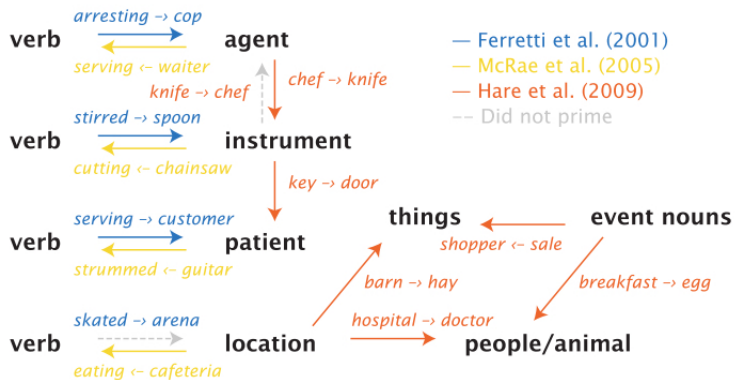 arresting -> cop
verb agent — Ferretti et al. (2001)
serving <- waiter — McRae et al. (2005)
knife -> chef chef -> knife — Hare et al. (2009)
stirred -> spoon -- Did not prime
verb instrument
cutting <- chainsaw
key -> door
serving -> customer things event nouns
verb patient shopper <- sale
strummed <- guitar
barn -> hay breakfast -> egg
skated -> arena hospital -> doctor
verb location people/animal
eating <- cafeteria